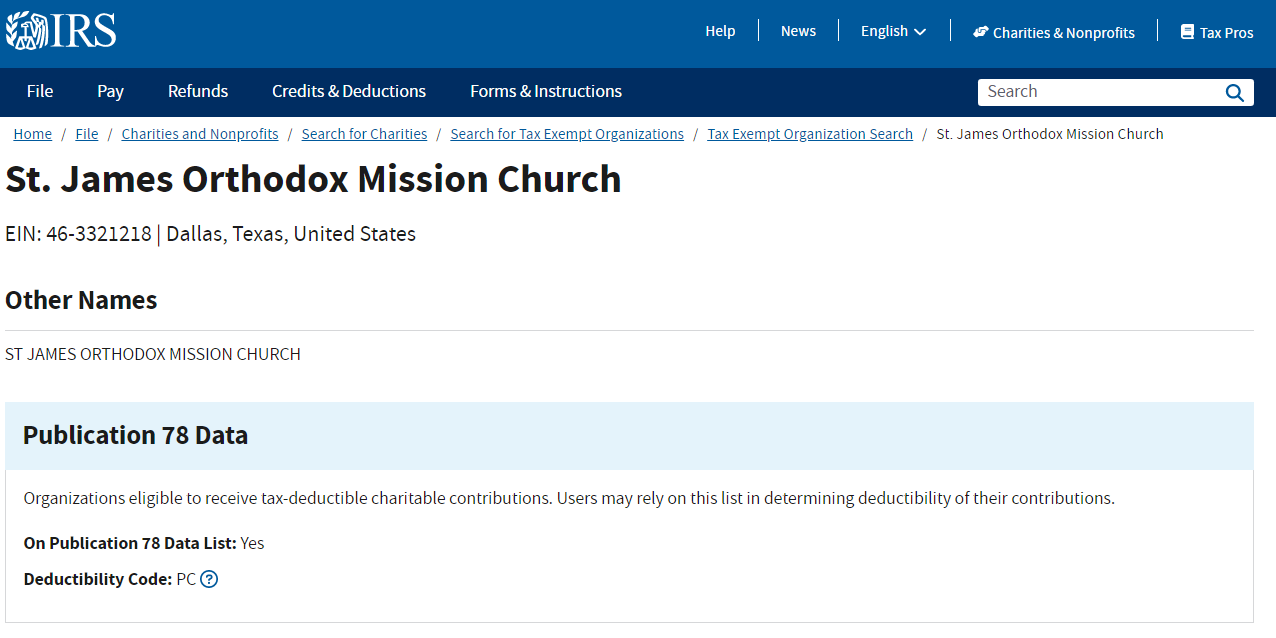 IRS
Help News English Charities & Nonprofits Tax Pros
File Pay Refunds Credits & Deductions Forms & Instructions Search
Home / File / Charities and Nonprofits / Search for Charities / Search for Tax Exempt Organizations / Tax Exempt Organization Search / St. James Orthodox Mission Church
St. James Orthodox Mission Church
EIN: 46-3321218 | Dallas, Texas, United States
Other Names
ST JAMES ORTHODOX MISSION CHURCH
Publication 78 Data
Organizations eligible to receive tax-deductible charitable contributions. Users may rely on this list in determining deductibility of their contributions.
On Publication 78 Data List: Yes
Deductibility Code: PC ?